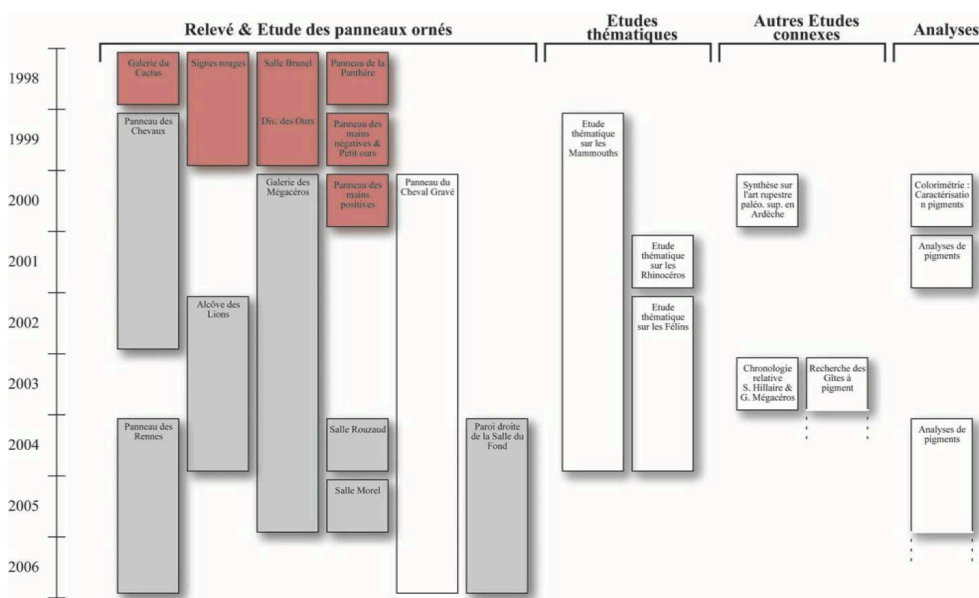 Relevé & Etude des panneaux ornés
Etudes
thématiques
Autres Etudes
connexes
Analyses
1998
1999
2000
2001
2002
2003
2004
2005
2006
Galerie du
Cactus
Signes rouges
Salle Brunel
Panneau de la
Panthère
Panneau des
Chevaux
Div. des Ours
Panneau des
mains
négatives &
Petit ours
Etude
thématique
sur les
Mammouths
Galerie des
Mégacéros
Panneau des
mains
positives
Panneau du
Cheval Gravé
Synthèse sur
l'art rupestre
paléo. sup. en
Ardèche
Colorimétrie :
Caractérisatio
n pigments
Etude
thématique
sur les
Rhinocéros
Analyses de
pigments
Alcôve des
Lions
Etude
thématique
sur les Félins
Chronologie
relative
S. Hillaire &
G. Mégacéros
Recherche des
Gîtes à
pigment
Panneau des
Rennes
Salle Rouzaud
Paroi droite
de la Salle du
Fond
Analyses de
pigments
Salle Morel